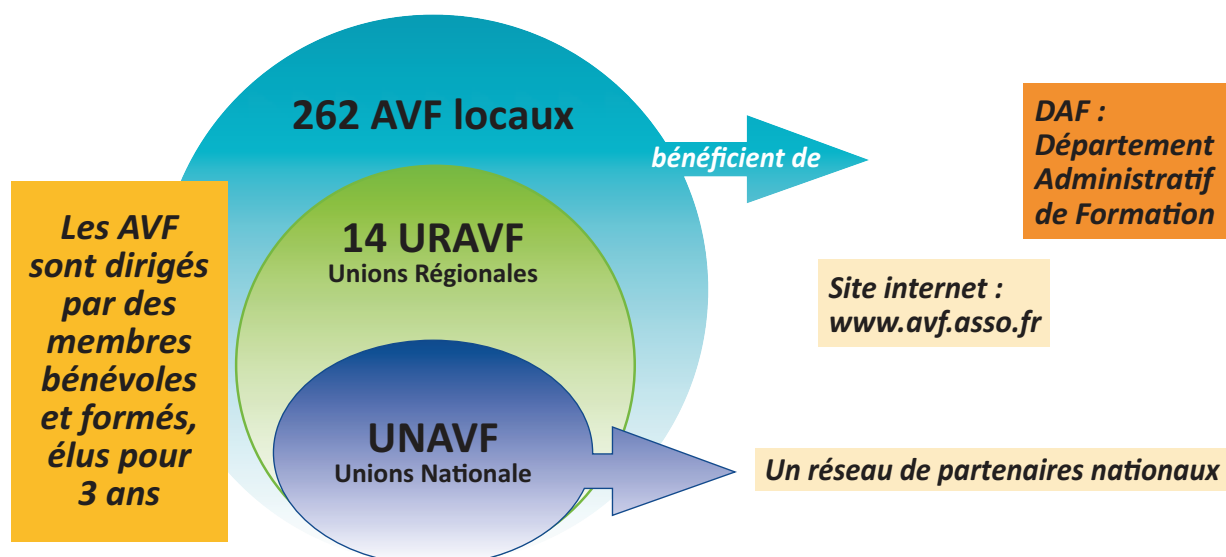 262 AVF locaux
bénéficient de
DAF :
Département
Administratif
de Formation
Les AVF
sont dirigés
par des
membres
bénévoles
et formés,
élus pour
3 ans
14 URAVF
Unions Régionales
Site internet :
www.avf.asso.fr
UNAVF
Unions Nationale
Un réseau de partenaires nationaux